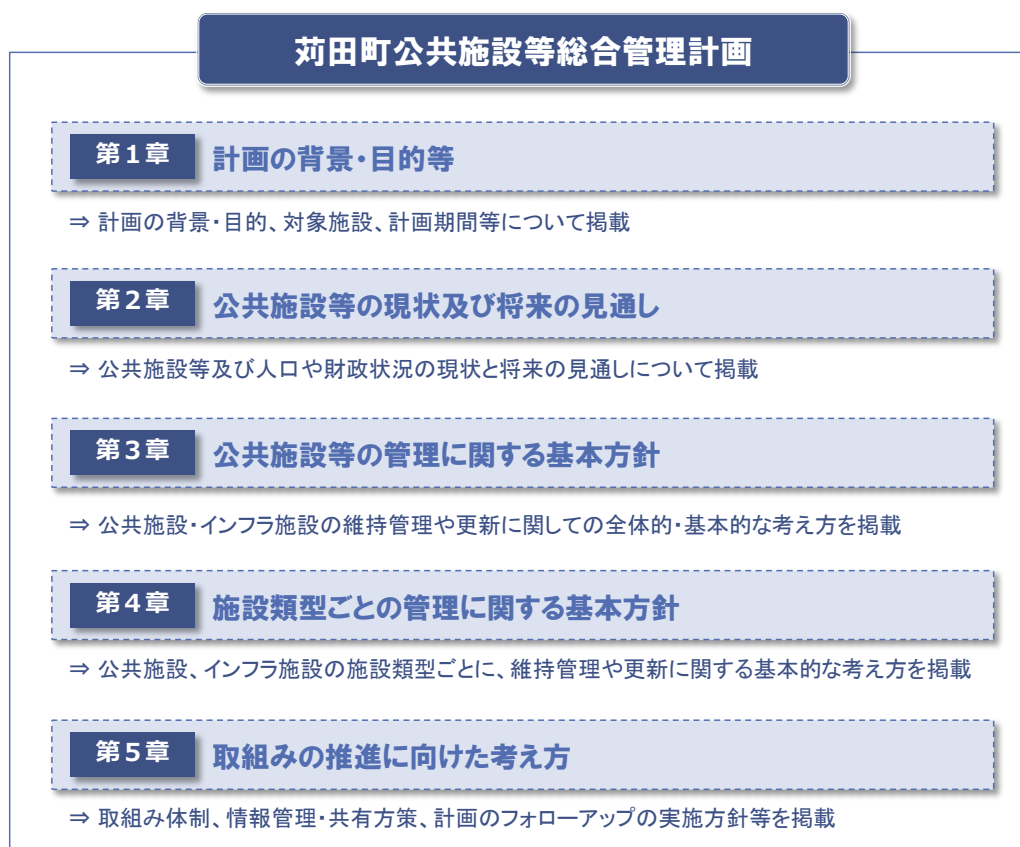 苅田町公共施設等総合管理計画
第1章 計画の背景・目的等
⇒ 計画の背景・目的、対象施設、計画期間等について掲載
第2章 公共施設等の現状及び将来の見通し
⇒ 公共施設等及び人口や財政状況の現状と将来の見通しについて掲載
第3章 公共施設等の管理に関する基本方針
⇒ 公共施設・インフラ施設の維持管理や更新に関しての全体的・基本的な考え方を掲載
第4章 施設類型ごとの管理に関する基本方針
⇒ 公共施設、インフラ施設の施設類型ごとに、維持管理や更新に関する基本的な考え方を掲載
第5章 取組みの推進に向けた考え方
⇒ 取組み体制、情報管理・共有方策、計画のフォローアップの実施方針等を掲載